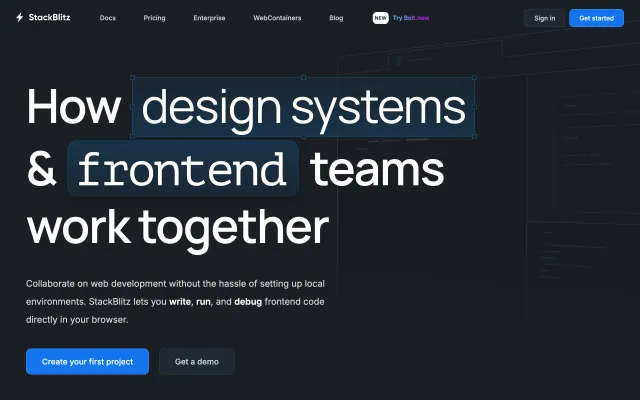 StackBlitz Docs Pricing Enterprise WebContainers Blog NEW Try Bolt.new Sign in Get started
How design systems
& frontend teams
work together
Collaborate on web development without the hassle of setting up local
environments. StackBlitz lets you write, run, and debug frontend code
directly in your browser.
Create your first project Get a demo